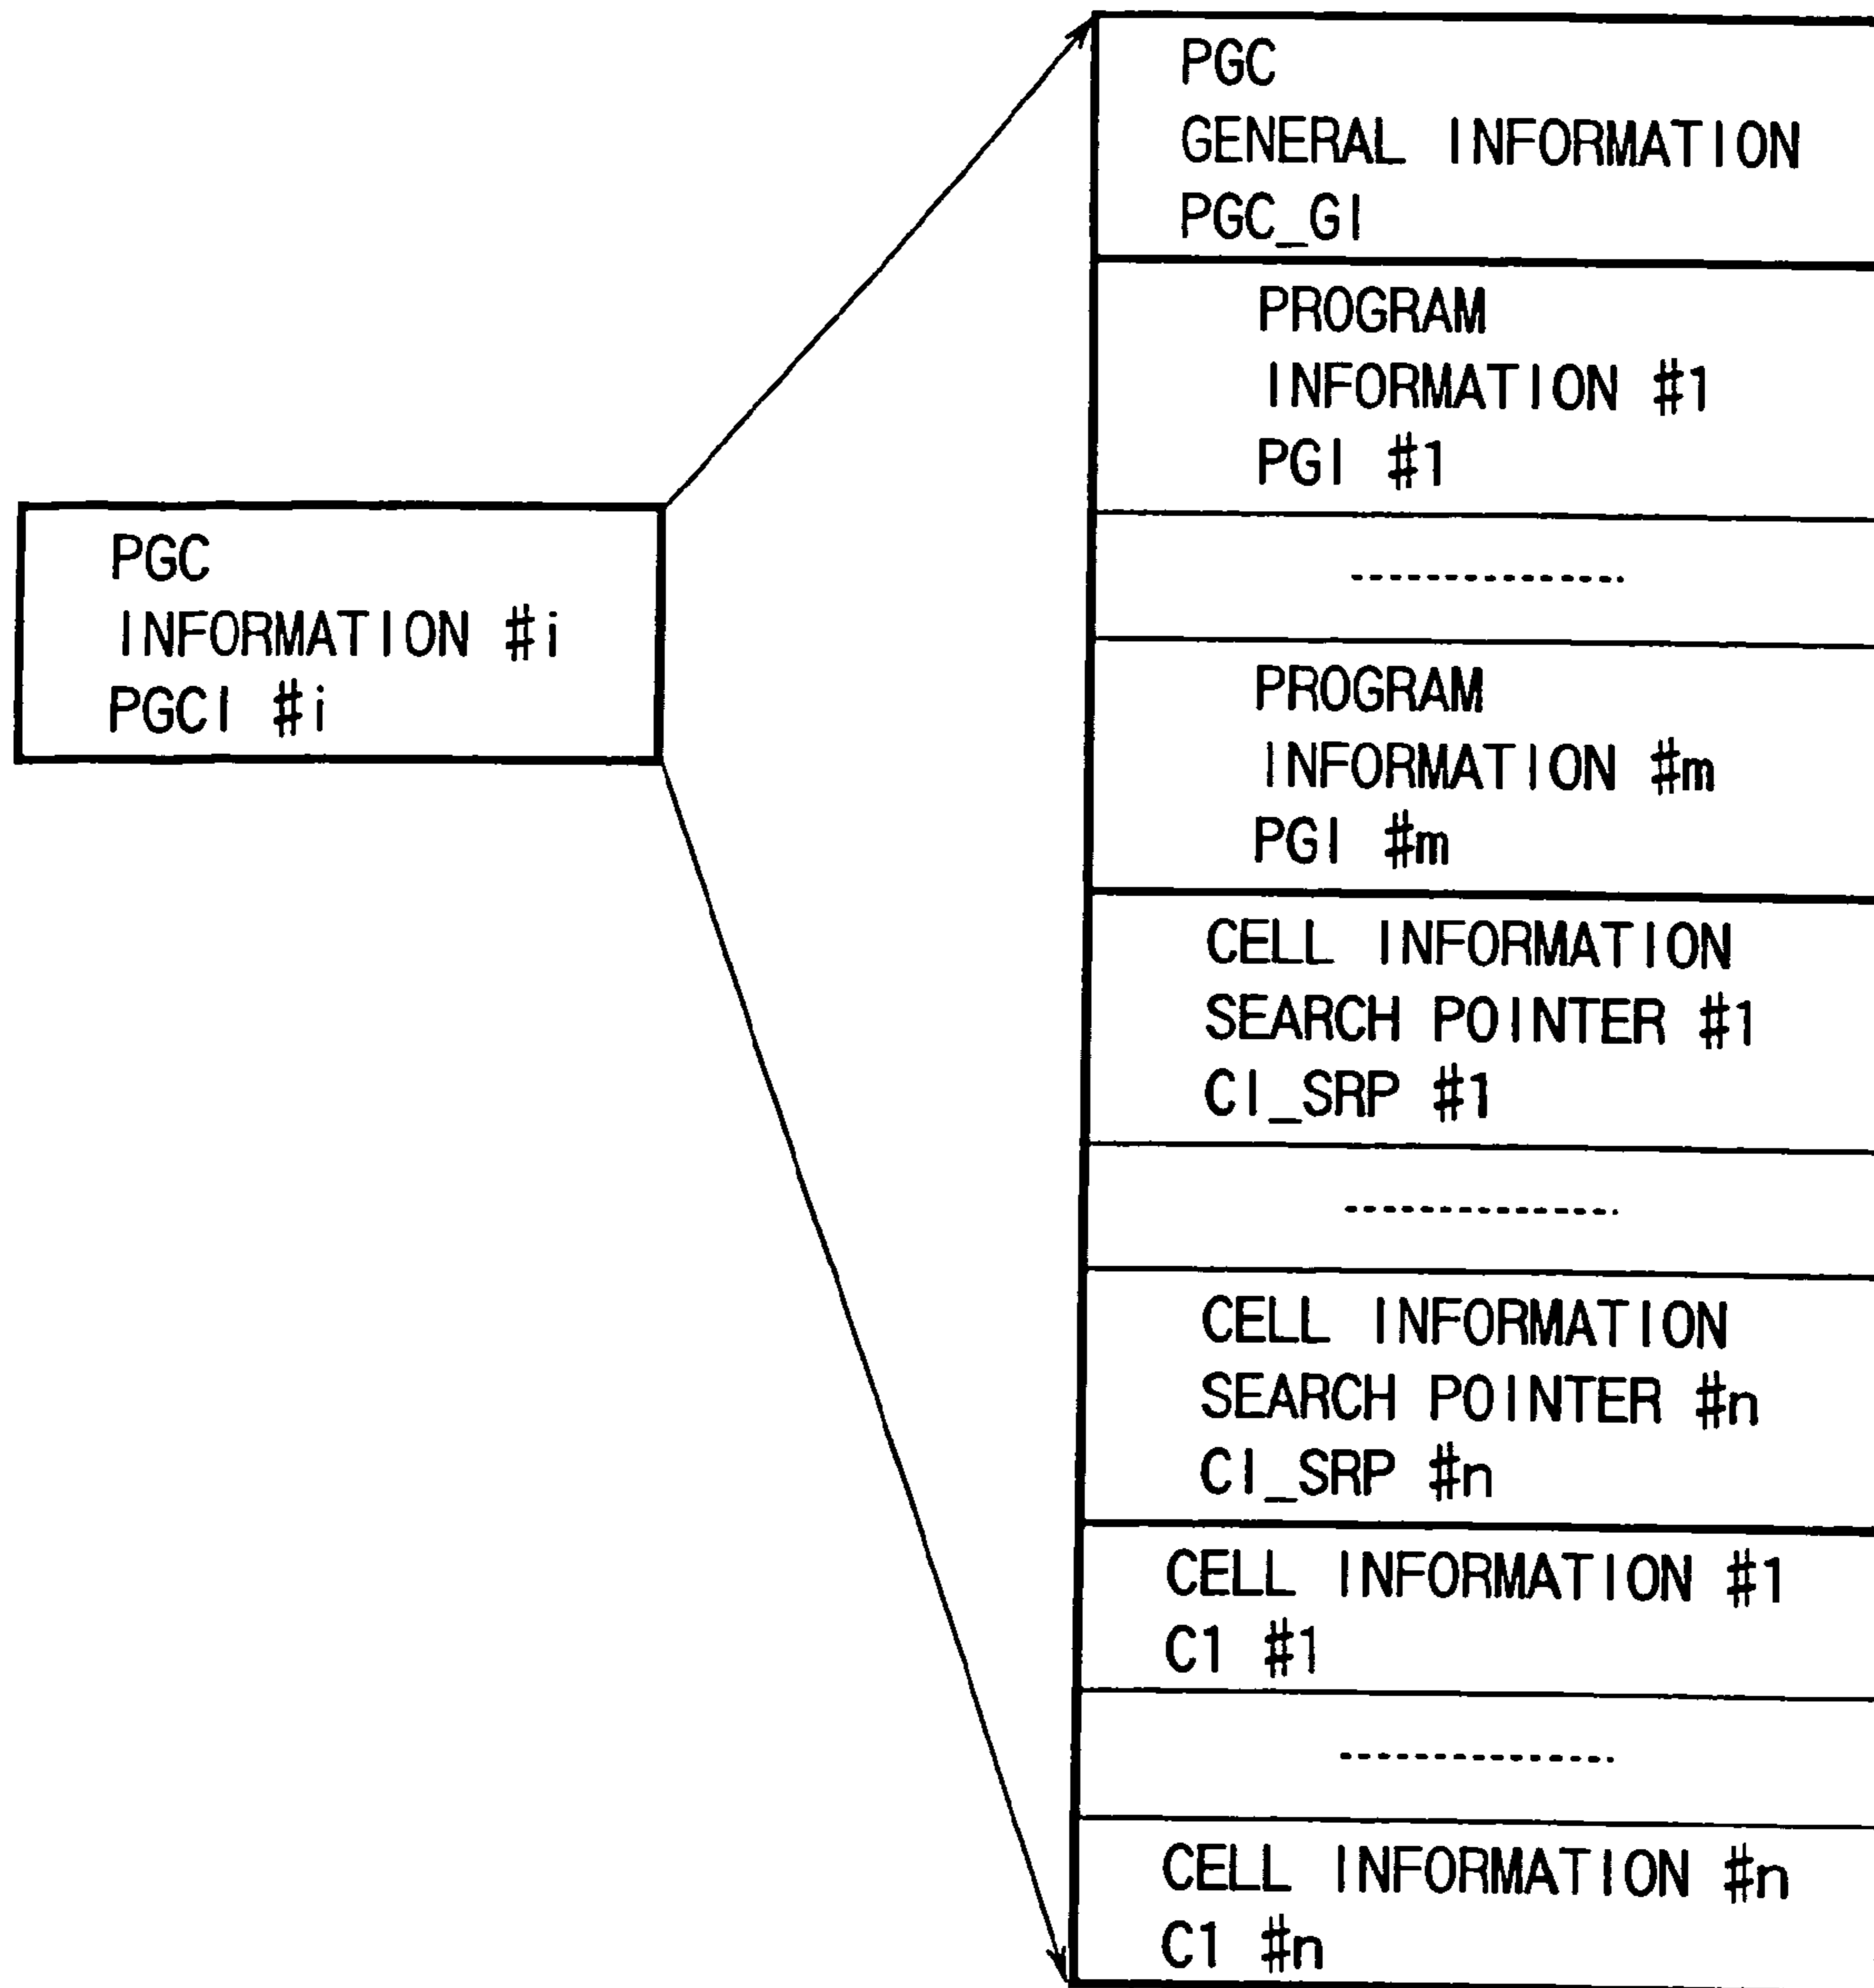 PGC
INFORMATION #i
PGCI #i
PGC
GENERAL INFORMATION
PGC_GI
PROGRAM
INFORMATION #1
PGI #1
PROGRAM
INFORMATION #m
PGI #m
CELL INFORMATION
SEARCH POINTER #1
CI_SRP #1
CELL INFORMATION
SEARCH POINTER #n
CI_SRP #n
CELL INFORMATION #1
C1 #1
CELL INFORMATION #n
C1 #n